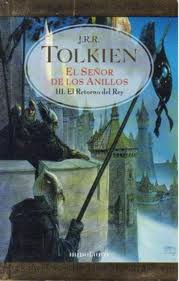 J.R.R.
TOLKIEN
EL SEÑOR
DE LOS ANILLOS
III. El Retorno del Rey
minotauro